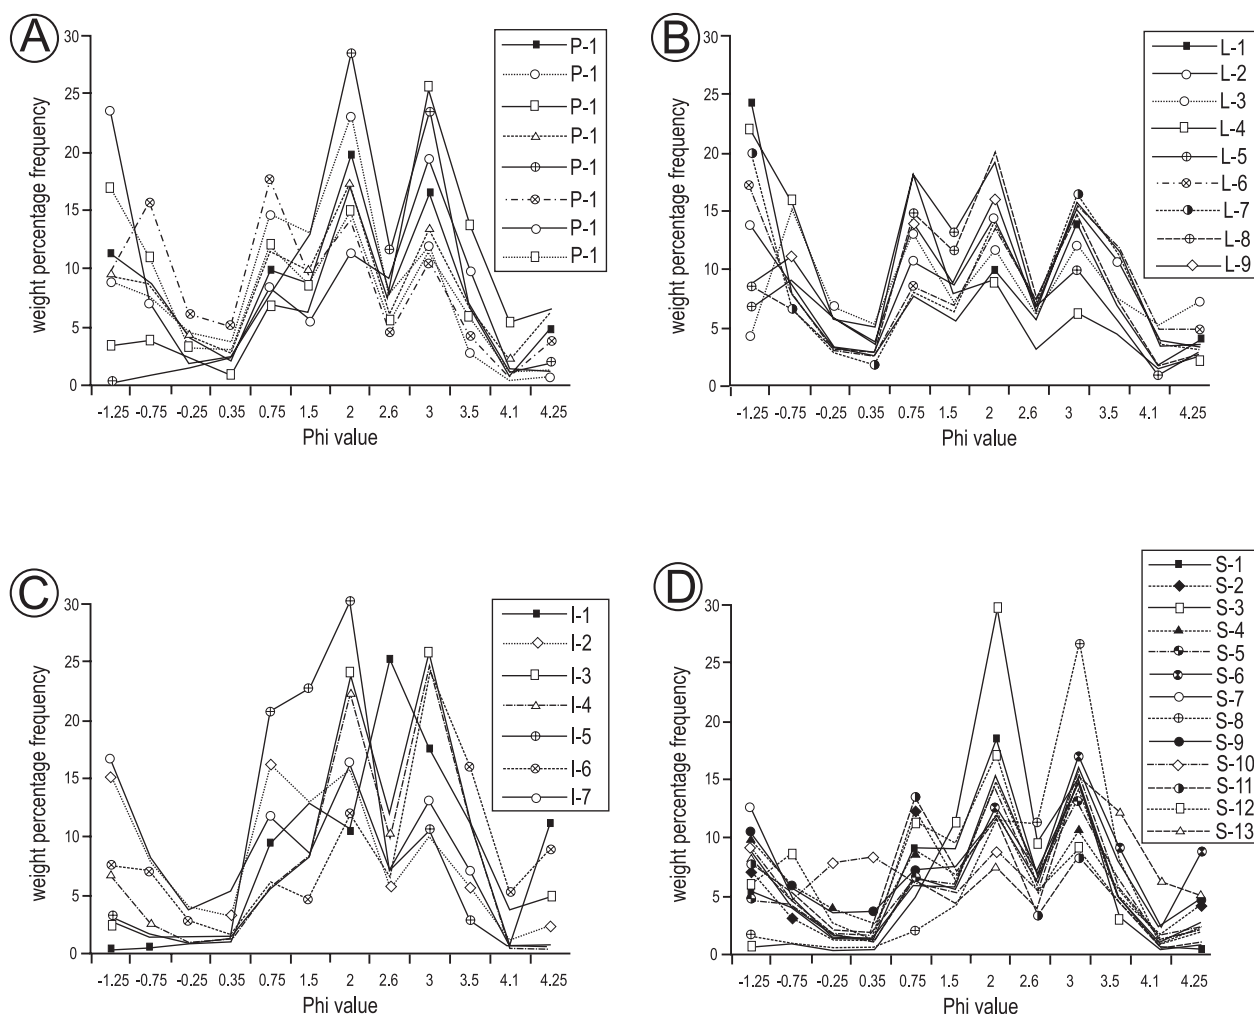 A
weight percentage frequency
30
25
20
15
10
5
0
-1.25 -0.75 -0.25 0.35 0.75 1.5 2 2.6 3 3.5 4.1 4.25
Phi value
P-1
P-1
P-1
P-1
P-1
P-1
P-1
P-1
B
weight percentage frequency
30
25
20
15
10
5
0
-1.25 -0.75 -0.25 0.35 0.75 1.5 2 2.6 3 3.5 4.1 4.25
Phi value
L-1
L-2
L-3
L-4
L-5
L-6
L-7
L-8
L-9
C
weight percentage frequency
30
25
20
15
10
5
0
-1.25 -0.75 -0.25 0.35 0.75 1.5 2 2.6 3 3.5 4.1 4.25
Phi value
I-1
I-2
I-3
I-4
I-5
I-6
I-7
D
weight percentage frequency
30
25
20
15
10
5
0
-1.25 -0.75 -0.25 0.35 0.75 1.5 2 2.6 3 3.5 4.1 4.25
Phi value
S-1
S-2
S-3
S-4
S-5
S-6
S-7
S-8
S-9
S-10
S-11
S-12
S-13